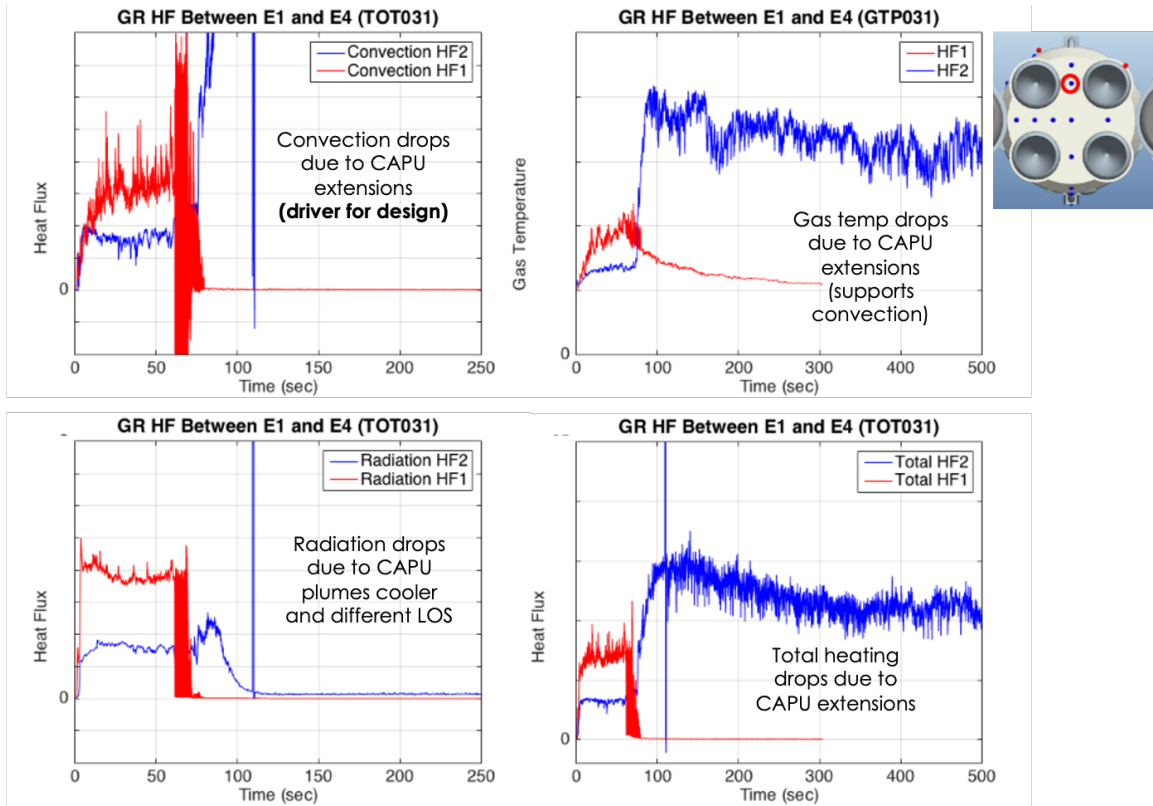 GR HF Between E1 and E4 (TOT031)
Convection HF2
Convection HF1
Convection drops
due to CAPU
extensions
(driver for design)
Heat Flux
0
0 50 100 150 200 250
Time (sec)
GR HF Between E1 and E4 (GTP031)
HF1
HF2
Gas temp drops
due to CAPU
extensions
(supports
convection)
Gas Temperature
0
0 100 200 300 400 500
Time (sec)
GR HF Between E1 and E4 (TOT031)
Radiation HF2
Radiation HF1
Radiation drops
due to CAPU
plumes cooler
and different LOS
Heat Flux
0
0 50 100 150 200 250
Time (sec)
GR HF Between E1 and E4 (TOT031)
Total HF2
Total HF1
Total heating
drops due to
CAPU extensions
Heat Flux
0
0 100 200 300 400 500
Time (sec)